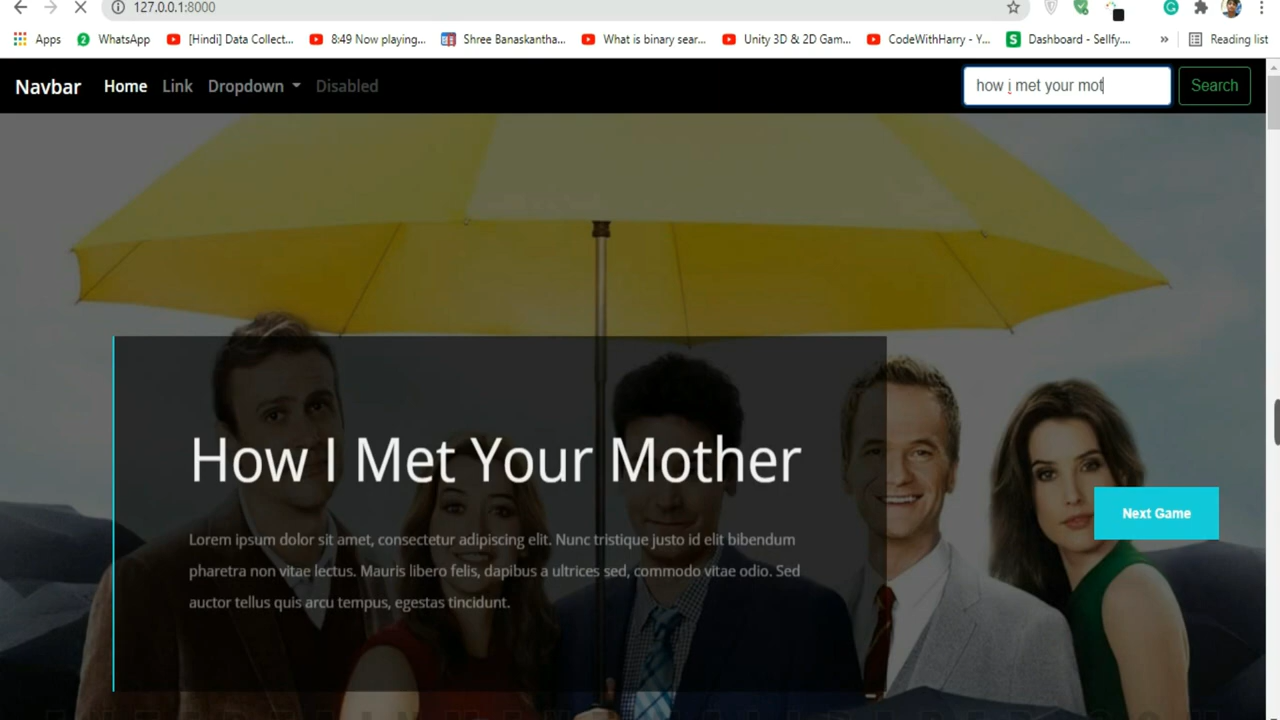 127.0.0.1:8000
Apps
WhatsApp
[Hindi] Data Collect...
8:49 Now playing...
Shree Banaskantha...
What is binary sear...
Unity 3D & 2D Gam...
CodeWithHarry - Y...
Dashboard - Sellfy....
»
Reading list
Navbar Home Link Dropdown Disabled
how i met your mot
Search
How I Met Your Mother
Lorem ipsum dolor sit amet, consectetur adipiscing elit. Nunc tristique justo id elit bibendum
pharetra non vitae lectus. Mauris libero felis, dapibus a ultrices sed, commodo vitae odio. Sed
auctor tellus quis arcu tempus, egestas tincidunt.
Next Game